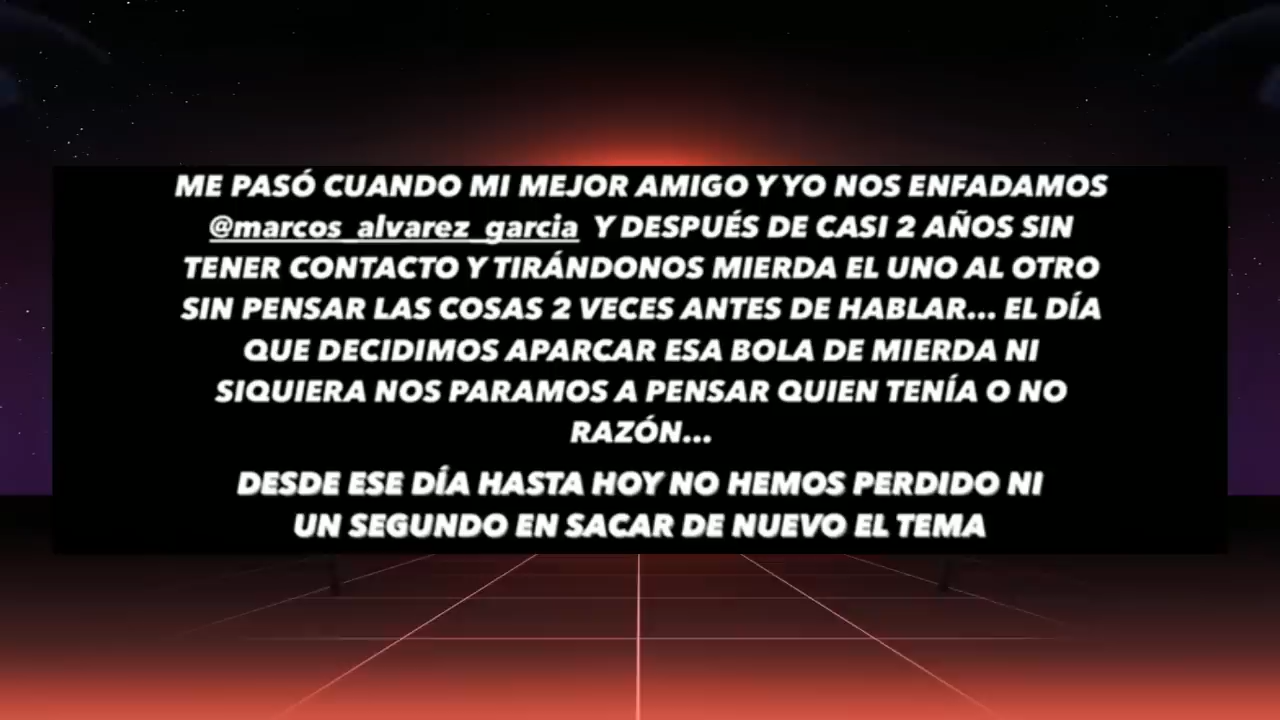 ME PASÓ CUANDO MI MEJOR AMIGO Y YO NOS ENFADAMOS
@marcos_alvarez_garcia Y DESPUÉS DE CASI 2 AÑOS SIN
TENER CONTACTO Y TIRÁNDONOS MIERDA EL UNO AL OTRO
SIN PENSAR LAS COSAS 2 VECES ANTES DE HABLAR... EL DÍA
QUE DECIDIMOS APARCAR ESA BOLA DE MIERDA NI
SIQUIERA NOS PARAMOS A PENSAR QUIEN TENÍA O NO
RAZÓN...
DESDE ESE DÍA HASTA HOY NO HEMOS PERDIDO NI
UN SEGUNDO EN SACAR DE NUEVO EL TEMA